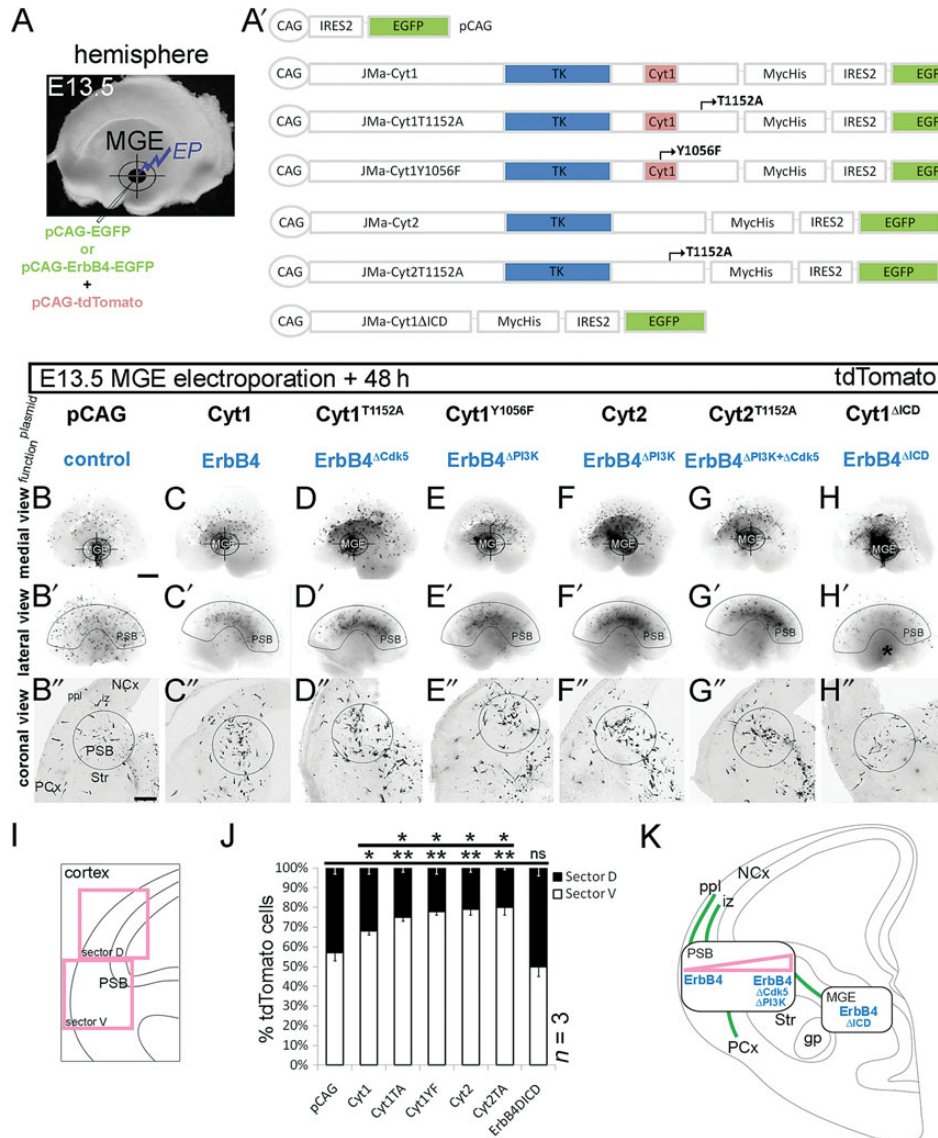 A
hemisphere
E13.5
MGE
EP
pCAG-EGFP
or
pCAG-ErbB4-EGFP
+
pCAG-tdTomato
A′
CAG IRES2 EGFP pCAG
CAG JMa-Cyt1 TK Cyt1 MycHis IRES2 EGF
T1152A
CAG JMa-Cyt1T1152A TK Cyt1 MycHis IRES2 EGF
Y1056F
CAG JMa-Cyt1Y1056F TK Cyt1 MycHis IRES2 EGF
CAG JMa-Cyt2 TK MycHis IRES2 EGFP
T1152A
CAG JMa-Cyt2T1152A TK MycHis IRES2 EGFP
CAG JMa-Cyt1ΔICD MycHis IRES2 EGFP
E13.5 MGE electroporation + 48 h tdTomato
plasmid pCAG Cyt1 Cyt1T1152A Cyt1Y1056F Cyt2 Cyt2T1152A Cyt1ΔICD
function control ErbB4 ErbB4ΔCdk5 ErbB4ΔPI3K ErbB4ΔPI3K ErbB4ΔPI3K+ΔCdk5 ErbB4ΔICD
medial view
B C D E F G H
MGE MGE MGE MGE MGE MGE MGE
lateral view
B′ C′ D′ E′ F′ G′ H′
PSB PSB PSB PSB PSB PSB *
coronal view
B″ C″ D″ E″ F″ G″ H″
NCx
ppl
iz
PSB
Str
PCx
I
cortex
sector D
PSB
sector V
J
* * * *
* ** ** ** ** ns
100%
90%
80%
70%
60%
50%
40%
30%
20%
10%
0%
% tdTomato cells
Sector D
Sector V
n = 3
pCAG Cyt1 Cyt1TA Cyt1YF Cyt2 Cyt2TA ErbB4DICD
K
NCx
ppl
iz
PSB
ErbB4 ErbB4
ΔCdk5
ΔPI3K
MGE
ErbB4
ΔICD
Str
gp
PCx